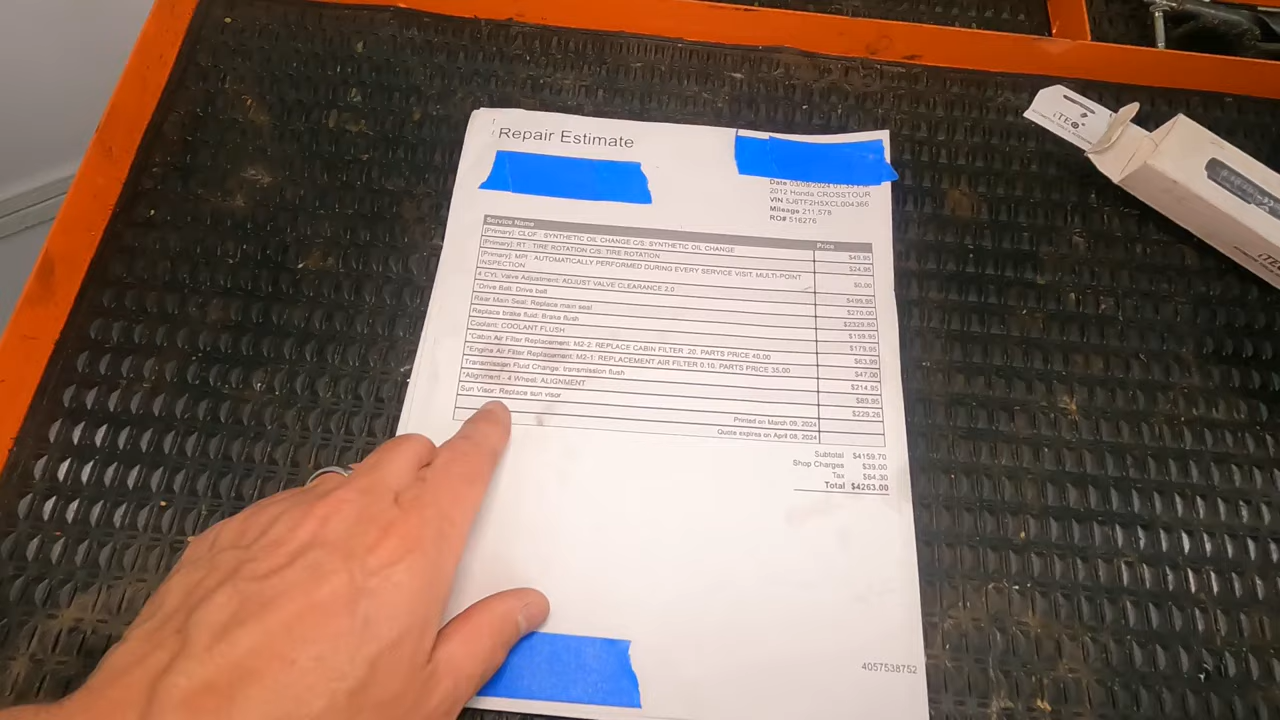 Repair Estimate
2012 Honda CROSSTOUR
VIN 5J6TF2H5XCL004366
Mileage 211,578
RO# 516276
Service Name Price
[Primary]: CLOF : SYNTHETIC OIL CHANGE C/S: SYNTHETIC OIL CHANGE $49.95
[Primary]: RT : TIRE ROTATION C/S: TIRE ROTATION $24.95
[Primary]: MPI : AUTOMATICALLY PERFORMED DURING EVERY SERVICE VISIT. MULTI-POINT
INSPECTION $0.00
4 CYL Valve Adjustment: ADJUST VALVE CLEARANCE 2.0 $499.95
*Drive Belt: Drive belt $270.00
Rear Main Seal: Replace main seal $2329.80
Replace brake fluid: Brake flush $159.95
Coolant: COOLANT FLUSH $179.95
*Cabin Air Filter Replacement: M2-2: REPLACE CABIN FILTER .20, PARTS PRICE 40.00 $63.99
*Engine Air Filter Replacement: M2-1: REPLACEMENT AIR FILTER 0.10, PARTS PRICE 35.00 $47.00
Transmission Fluid Change: transmission flush $214.95
*Alignment - 4 Wheel: ALIGNMENT $89.95
Sun Visor: Replace sun visor $229.26
Printed on March 09, 2024
Quote expires on April 08, 2024
Subtotal $4159.70
Shop Charges $39.00
Tax $64.30
Total $4263.00
4057538752
iTEQ